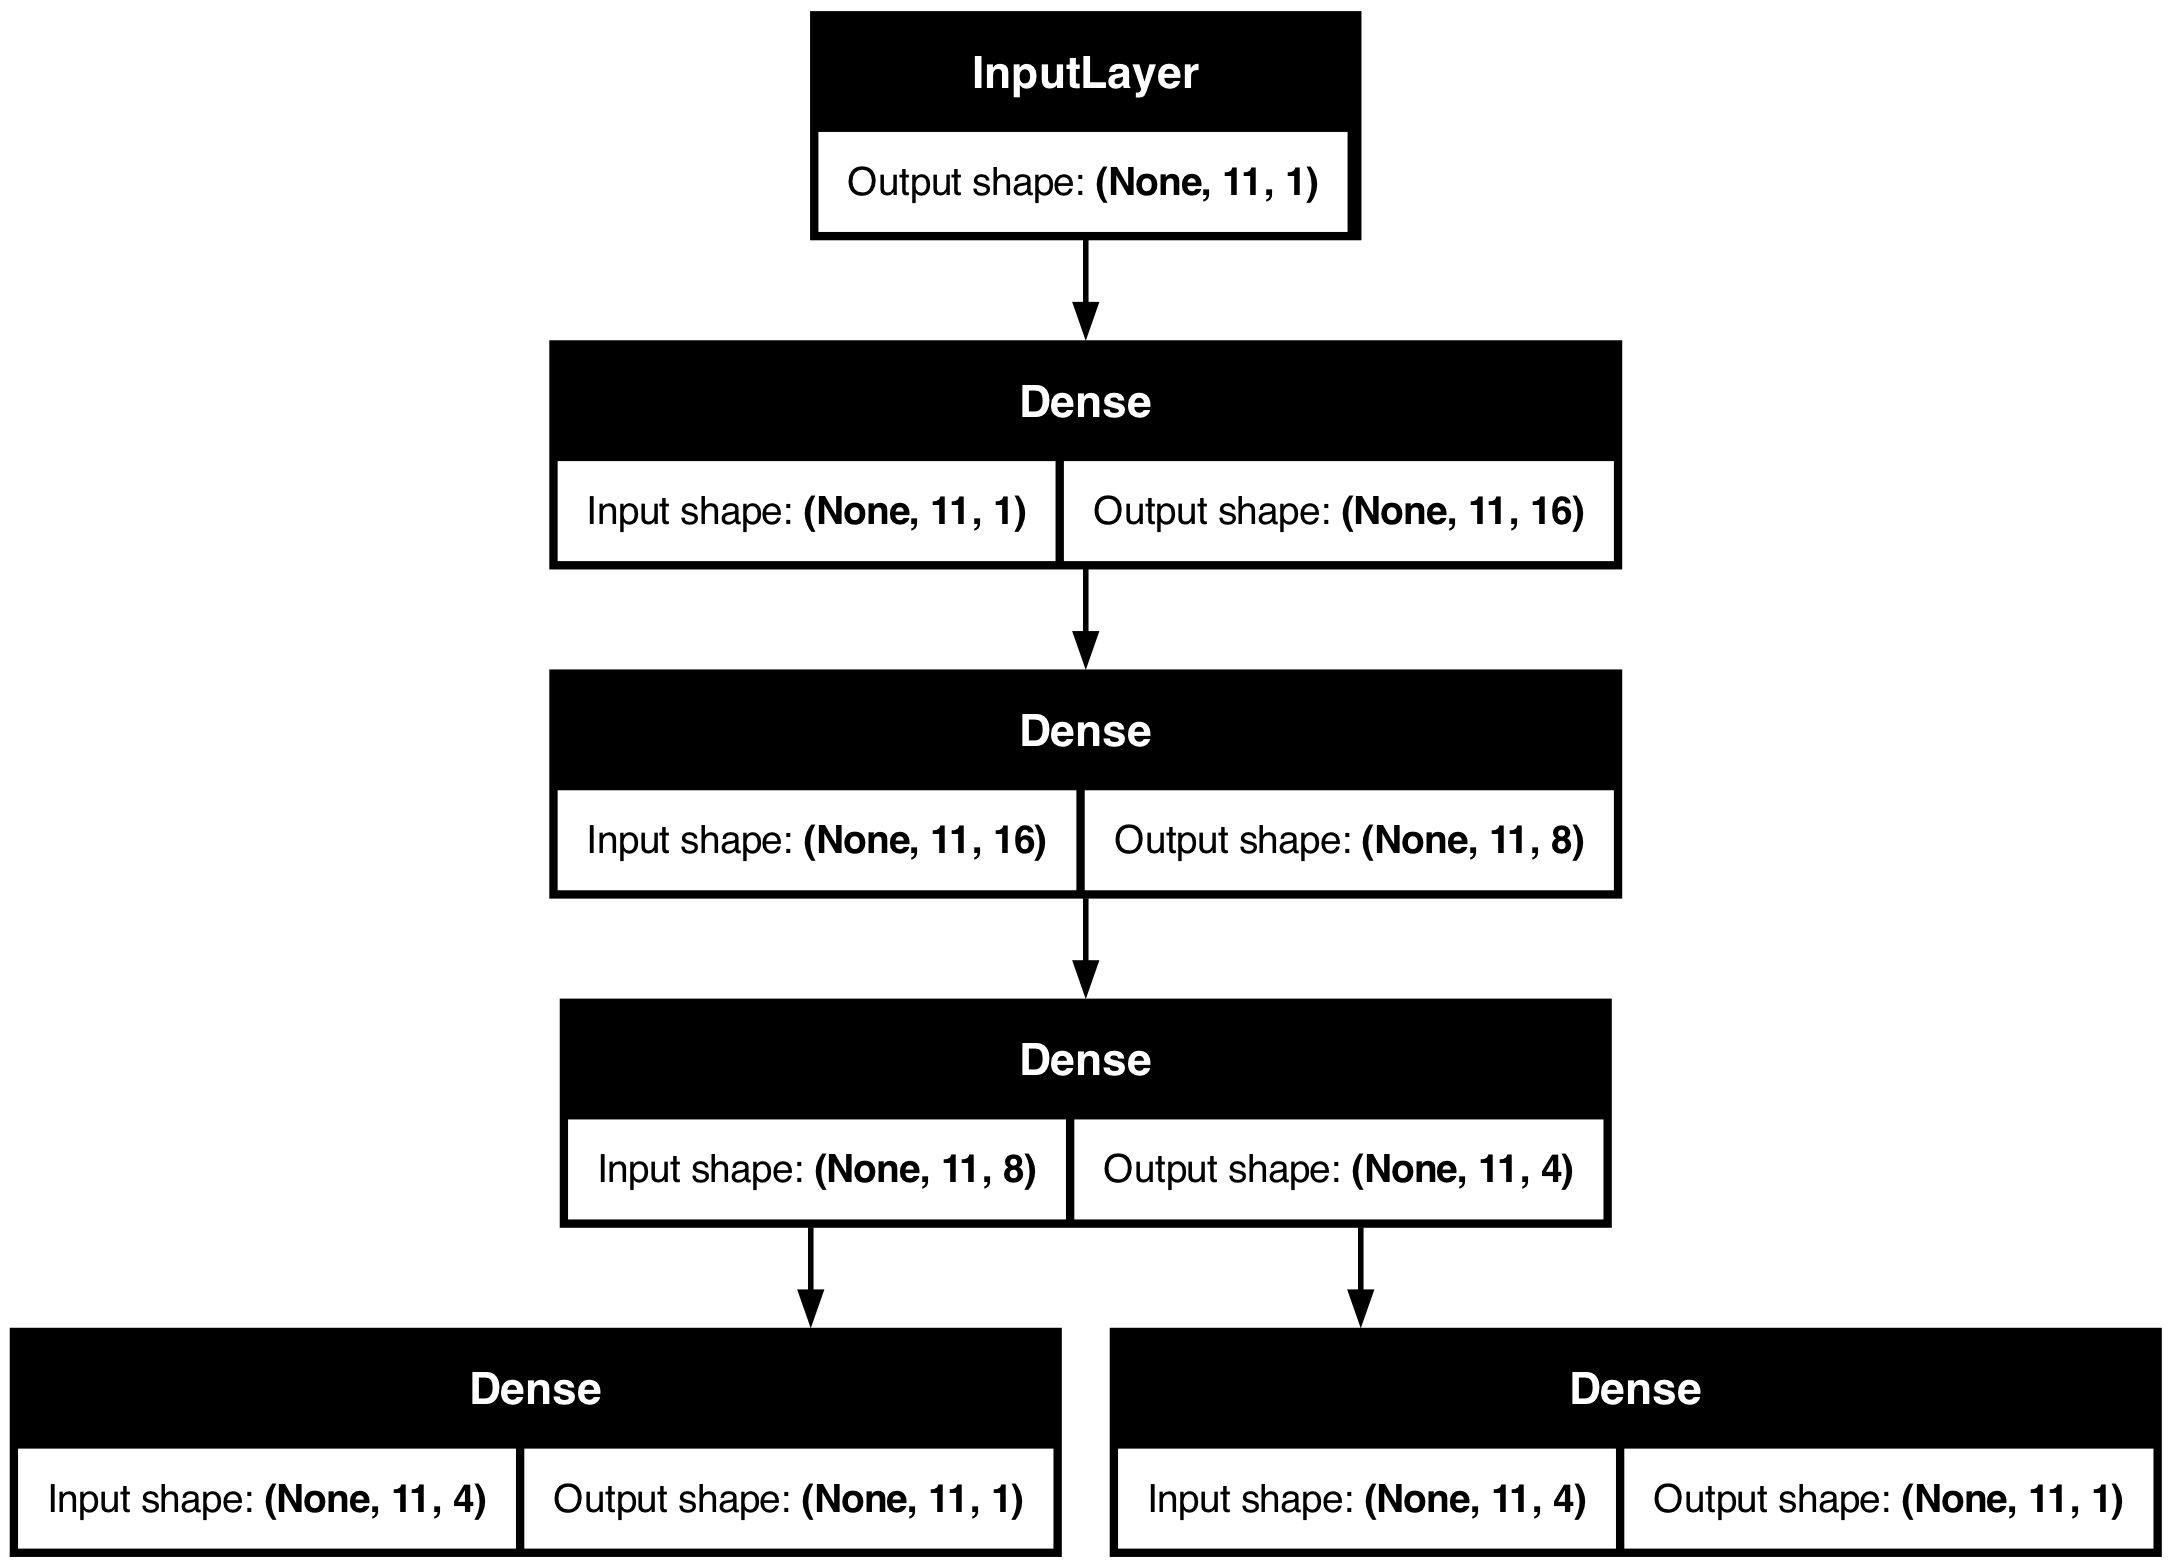 InputLayer
Output shape: (None, 11, 1)
Dense
Input shape: (None, 11, 1) Output shape: (None, 11, 16)
Dense
Input shape: (None, 11, 16) Output shape: (None, 11, 8)
Dense
Input shape: (None, 11, 8) Output shape: (None, 11, 4)
Dense
Input shape: (None, 11, 4) Output shape: (None, 11, 1)
Dense
Input shape: (None, 11, 4) Output shape: (None, 11, 1)